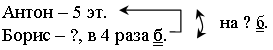 Антон – 5 эт.
Борис – ?, в 4 раза б. на ? б.